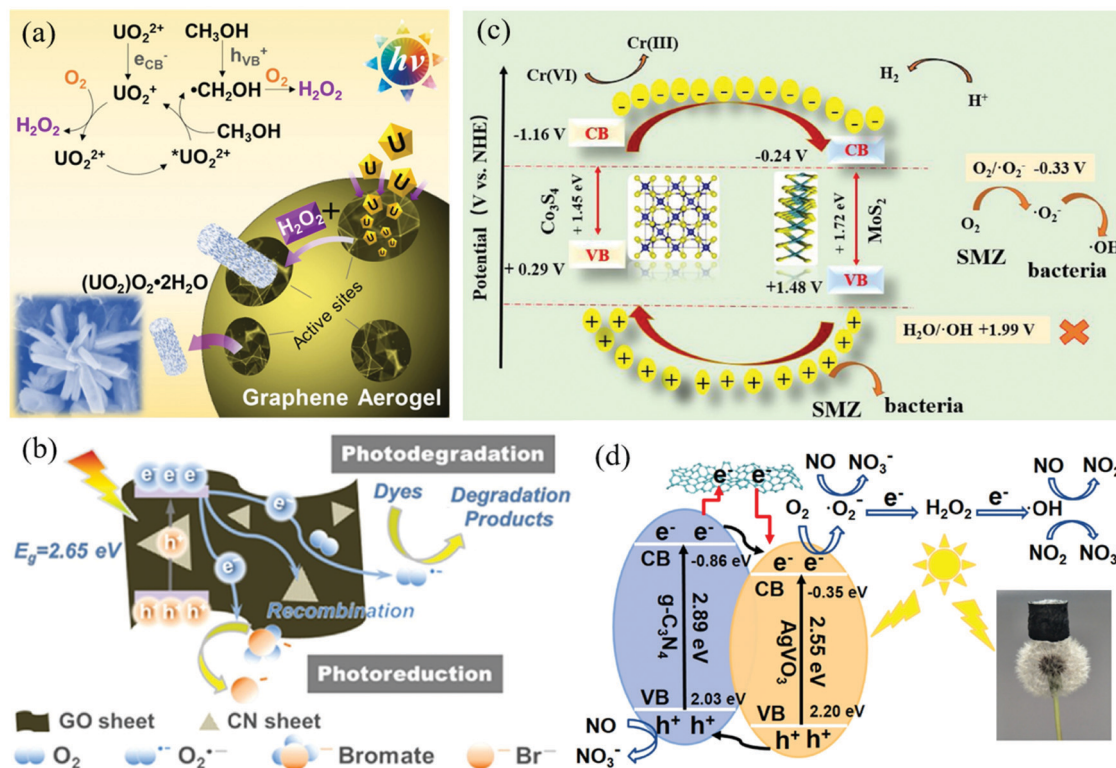 (a)
UO₂²⁺ CH₃OH
e_CB⁻ h_VB⁺
O₂ O₂
UO₂⁺ •CH₂OH H₂O₂
H₂O₂ CH₃OH
UO₂²⁺ *UO₂²⁺
hν
U
U
U
U U
U U
U U
H₂O₂ +
(UO₂)O₂•2H₂O
Active sites
Graphene Aerogel
(c)
Potential (V vs. NHE)
Cr(VI) Cr(III)
H₂ H⁺
-1.16 V CB
-0.24 V CB
Co₃S₄
+ 1.45 eV
+ 1.72 eV
MoS₂
VB
+ 0.29 V
+1.48 V VB
O₂/·O₂⁻ -0.33 V
O₂ ·O₂⁻
SMZ ·OH
bacteria
H₂O/·OH +1.99 V
SMZ bacteria
(b)
Photodegradation
Dyes Degradation
Products
e⁻ e⁻ e⁻
e⁻
E_g=2.65 eV
h⁺
e⁻
Recombination
h⁺ h⁺ h⁺
Photoreduction
GO sheet CN sheet
O₂ O₂•− Bromate Br⁻
(d)
e⁻ e⁻
NO NO₃⁻
O₂ ·O₂⁻ e⁻ H₂O₂ e⁻ ·OH
NO NO₂
NO₂ NO₃⁻
e⁻ e⁻
CB -0.86 eV
e⁻ e⁻
CB -0.35 eV
2.89 eV
g-C₃N₄
2.55 eV
AgVO₃
VB 2.03 eV
h⁺ h⁺
VB 2.20 eV
h⁺ h⁺
NO
NO₃⁻